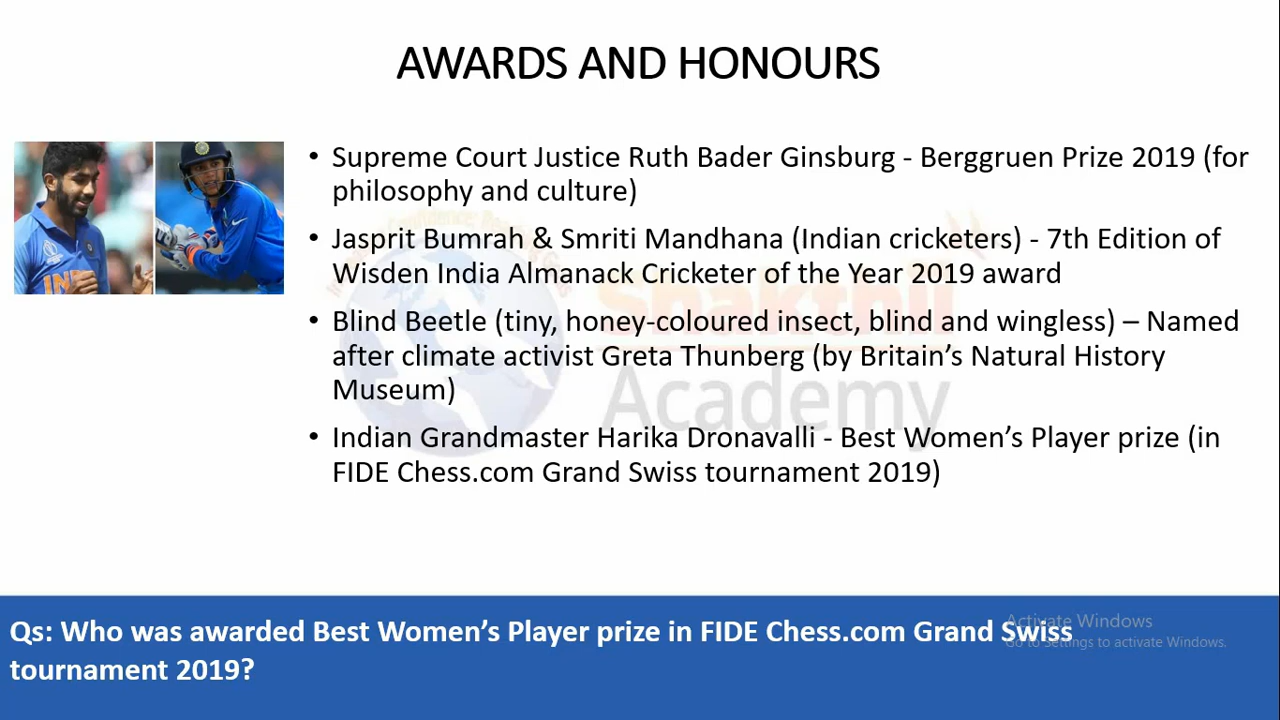 AWARDS AND HONOURS
• Supreme Court Justice Ruth Bader Ginsburg - Berggruen Prize 2019 (for
philosophy and culture)
• Jasprit Bumrah & Smriti Mandhana (Indian cricketers) - 7th Edition of
Wisden India Almanack Cricketer of the Year 2019 award
• Blind Beetle (tiny, honey-coloured insect, blind and wingless) – Named
after climate activist Greta Thunberg (by Britain’s Natural History
Museum)
• Indian Grandmaster Harika Dronavalli - Best Women’s Player prize (in
FIDE Chess.com Grand Swiss tournament 2019)
Academy
Qs: Who was awarded Best Women’s Player prize in FIDE Chess.com Grand Swiss
tournament 2019?
Activate Windows
Go to Settings to activate Windows.